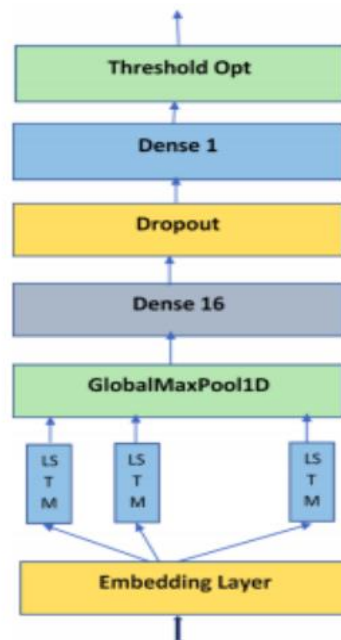 Threshold Opt
Dense 1
Dropout
Dense 16
GlobalMaxPool1D
LS
T
M
LS
T
M
LS
T
M
Embedding Layer